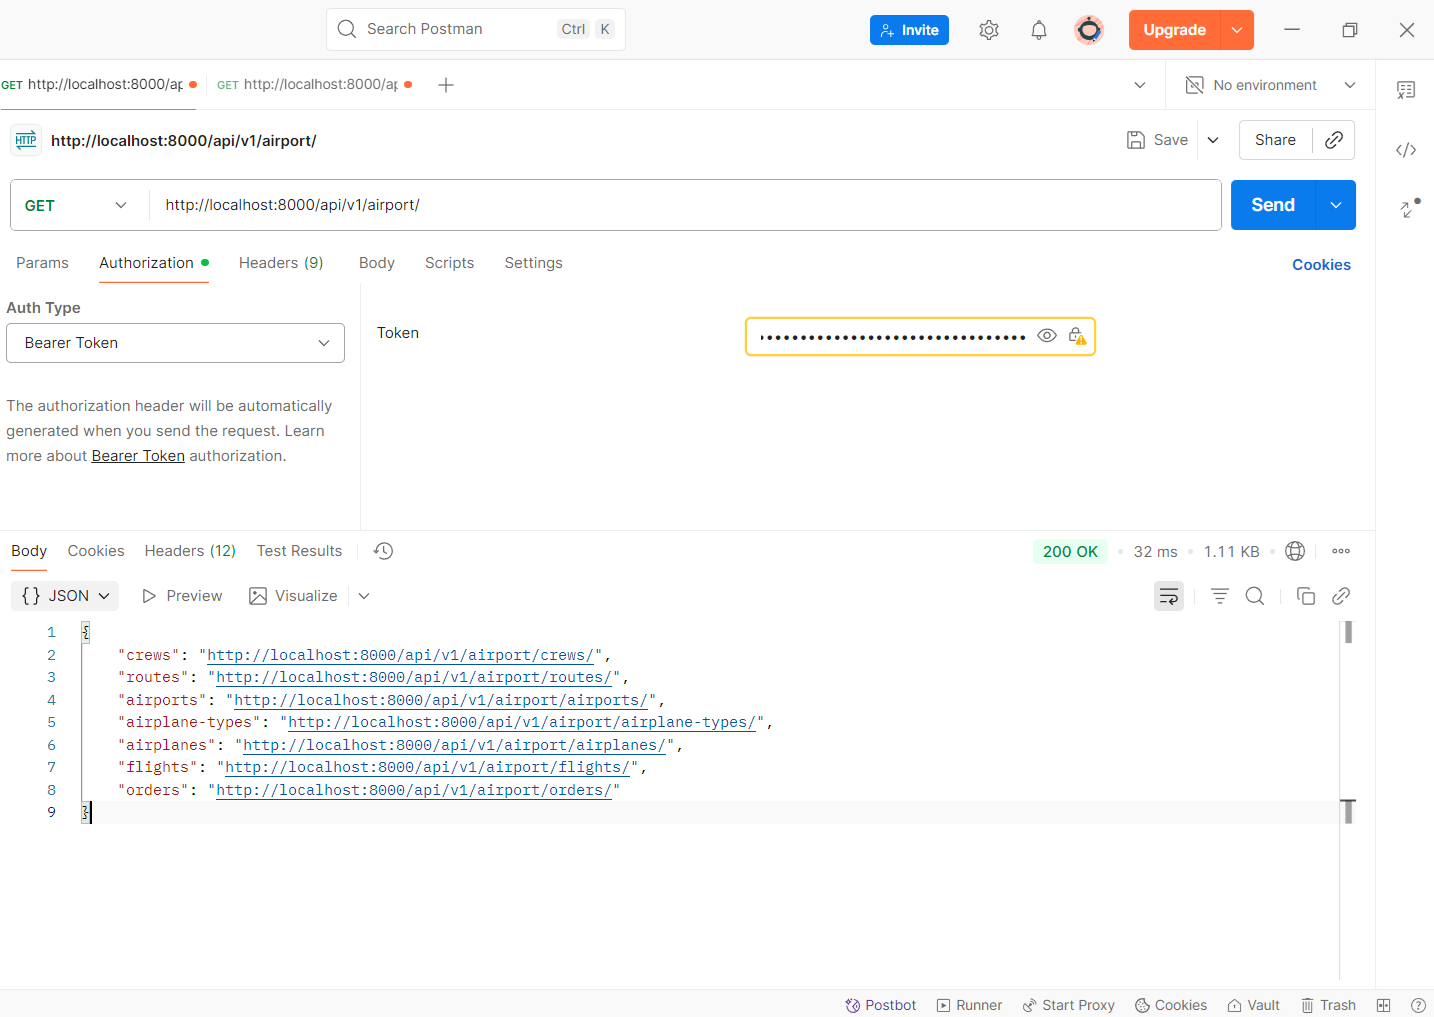 Search Postman Ctrl K Invite Upgrade
GET http://localhost:8000/ap GET http://localhost:8000/ap No environment
HTTP http://localhost:8000/api/v1/airport/ Save Share
GET http://localhost:8000/api/v1/airport/ Send
Params Authorization Headers (9) Body Scripts Settings Cookies
Auth Type
Bearer Token
Token
The authorization header will be automatically
generated when you send the request. Learn
more about Bearer Token authorization.
Body Cookies Headers (12) Test Results 200 OK 32 ms 1.11 KB
{} JSON Preview Visualize
1 {
2 "crews": "http://localhost:8000/api/v1/airport/crews/",
3 "routes": "http://localhost:8000/api/v1/airport/routes/",
4 "airports": "http://localhost:8000/api/v1/airport/airports/",
5 "airplane-types": "http://localhost:8000/api/v1/airport/airplane-types/",
6 "airplanes": "http://localhost:8000/api/v1/airport/airplanes/",
7 "flights": "http://localhost:8000/api/v1/airport/flights/",
8 "orders": "http://localhost:8000/api/v1/airport/orders/"
9 }
Postbot Runner Start Proxy Cookies Vault Trash